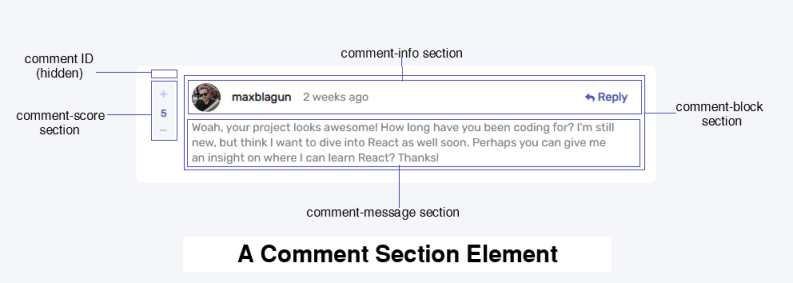 comment-info section
comment ID
(hidden)
+
maxblagun 2 weeks ago Reply
comment-score
section
5
comment-block
section
−
Woah, your project looks awesome! How long have you been coding for? I'm still
new, but think I want to dive into React as well soon. Perhaps you can give me
an insight on where I can learn React? Thanks!
comment-message section
A Comment Section Element